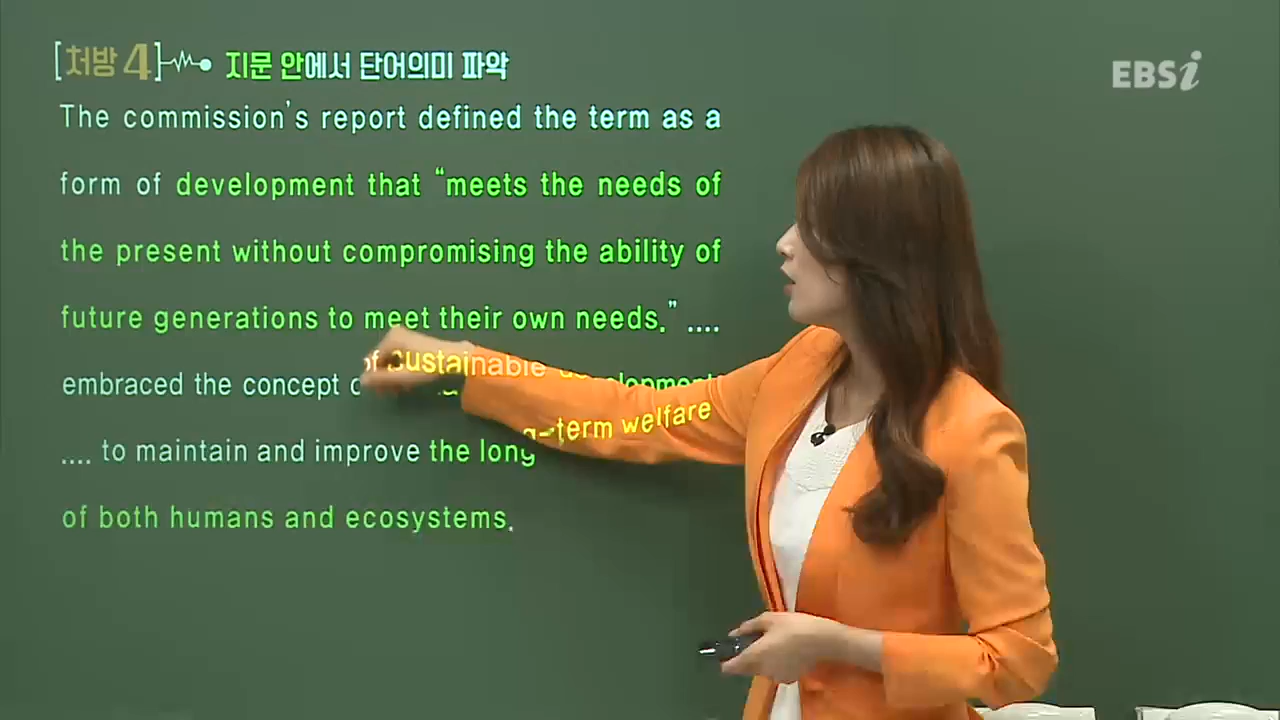 [처방 4] 지문 안에서 단어의미 파악
EBSi
The commission's report defined the term as a
form of development that “meets the needs of
the present without compromising the ability of
future generations to meet their own needs.” ....
embraced the concept of sustainable development
.... to maintain and improve the long-term welfare
of both humans and ecosystems.